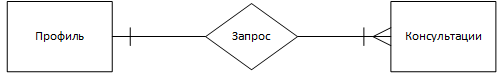 Профиль
Запрос
Консультации